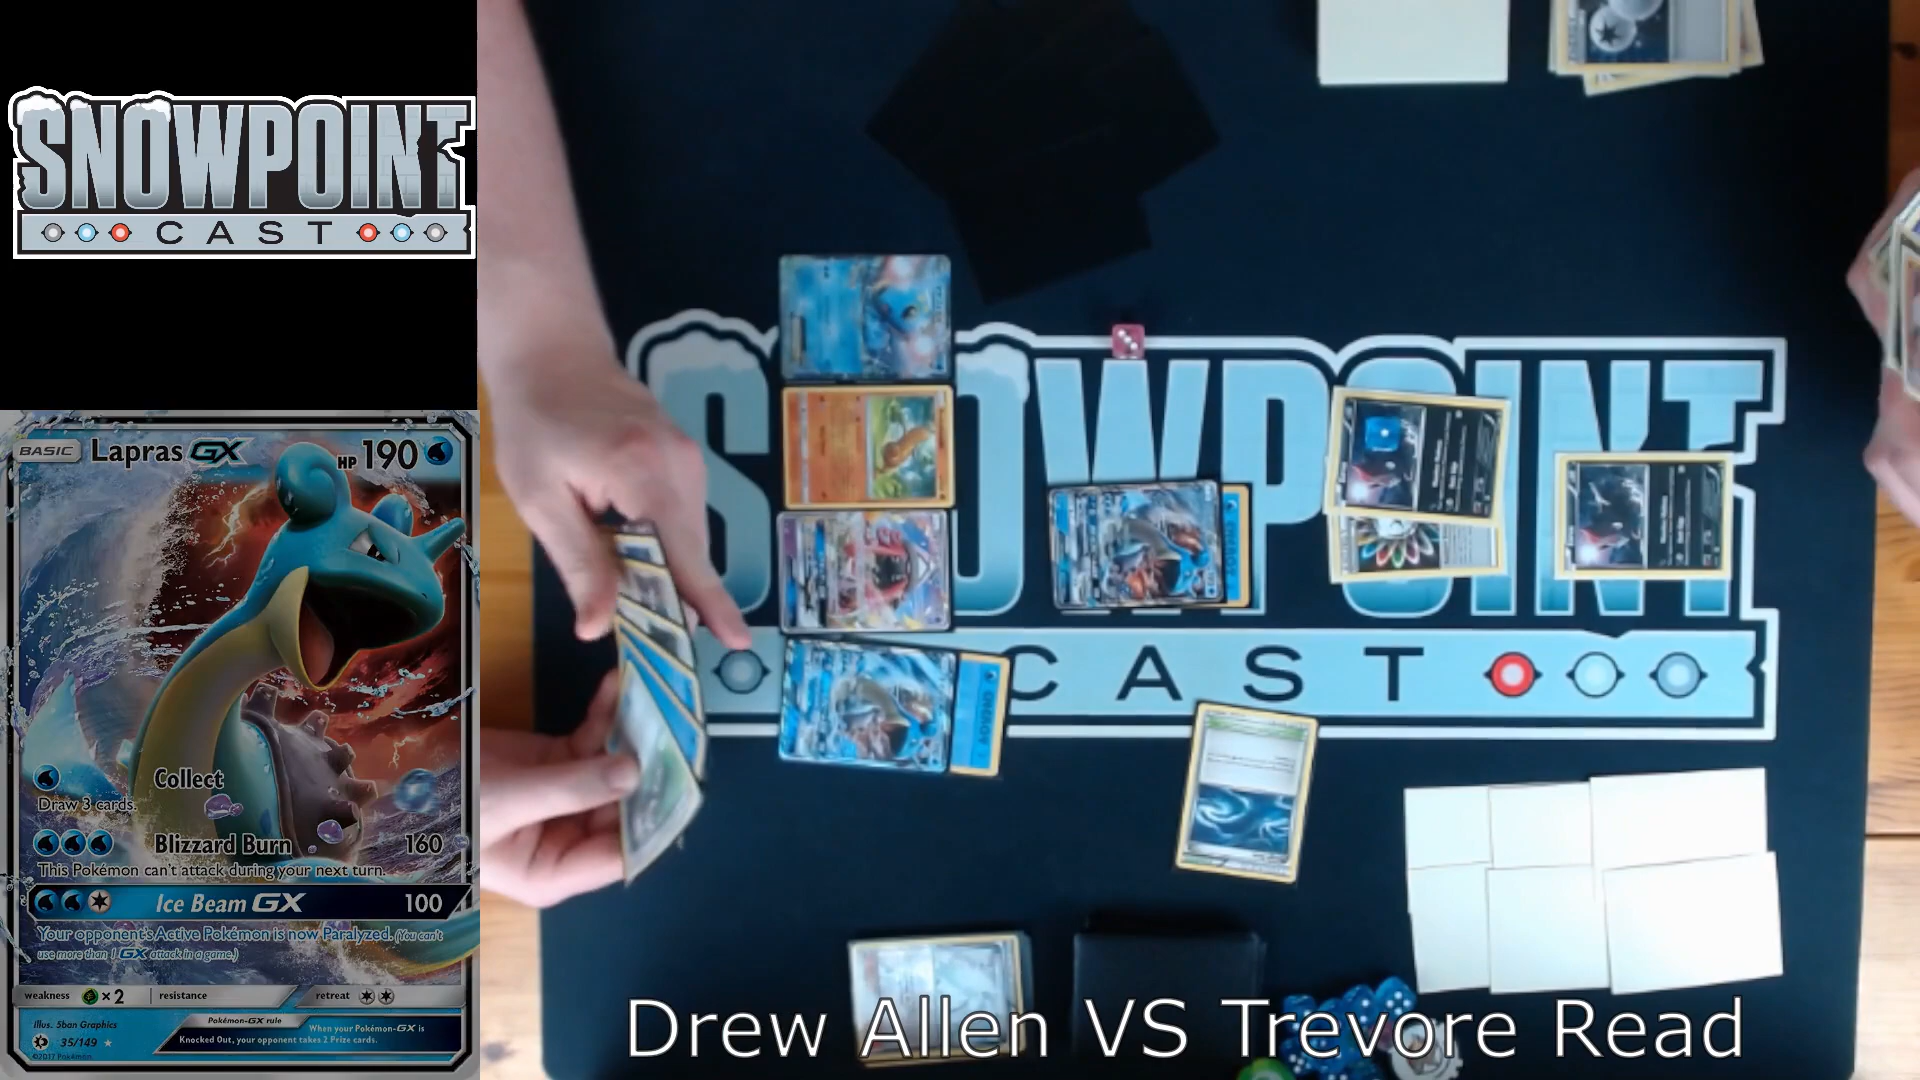 SNOWPOINT
CAST
BASIC Lapras GX HP 190
Collect
Draw 3 cards.
Blizzard Burn 160
This Pokémon can't attack during your next turn.
Ice Beam GX 100
Your opponent's Active Pokémon is now Paralyzed. (You can't
use more than 1 GX attack in a game.)
weakness ×2 resistance retreat
Illus. 5ban Graphics
Pokémon-GX rule
When your Pokémon-GX is
Knocked Out, your opponent takes 2 Prize cards.
35/149
©2017 Pokémon
SNOWPOINT
CAST
ENERGY
ENERGY
Drew Allen VS Trevore Read